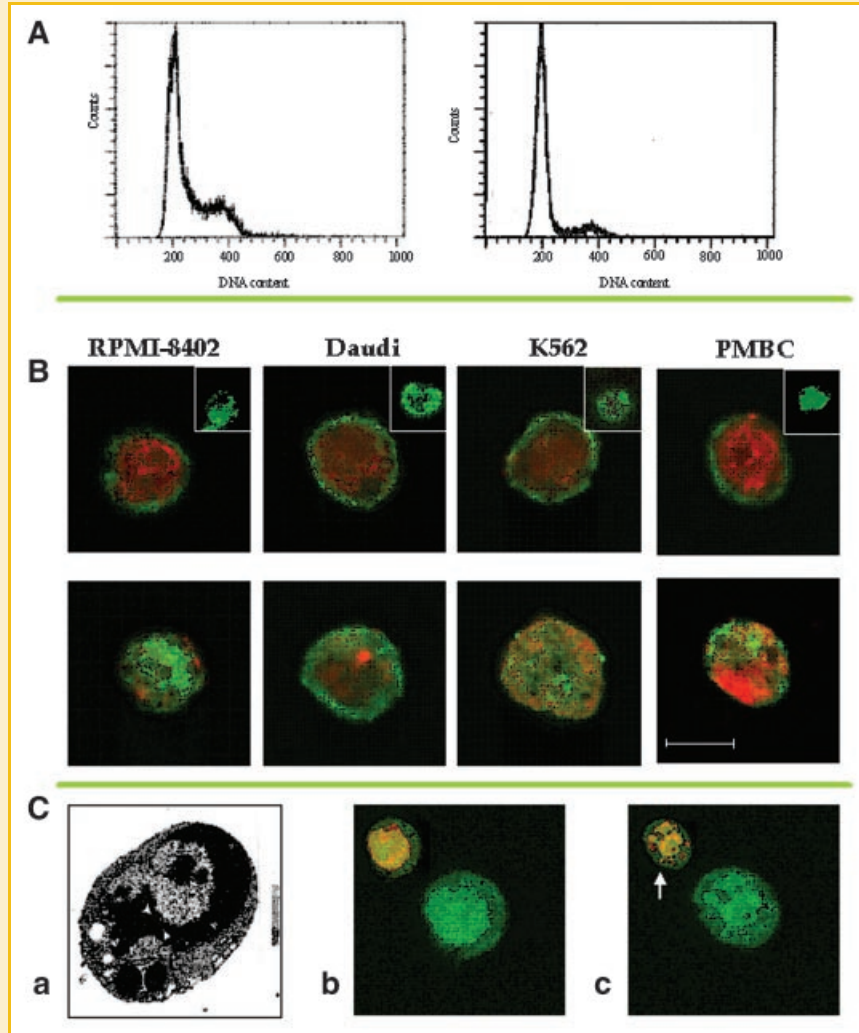 A
Counts
200
400
600
800
1000
DNA content
Counts
200
400
600
800
1000
DNA content
B
RPMI-8402
Daudi
K562
PMBC
C
a
b
c